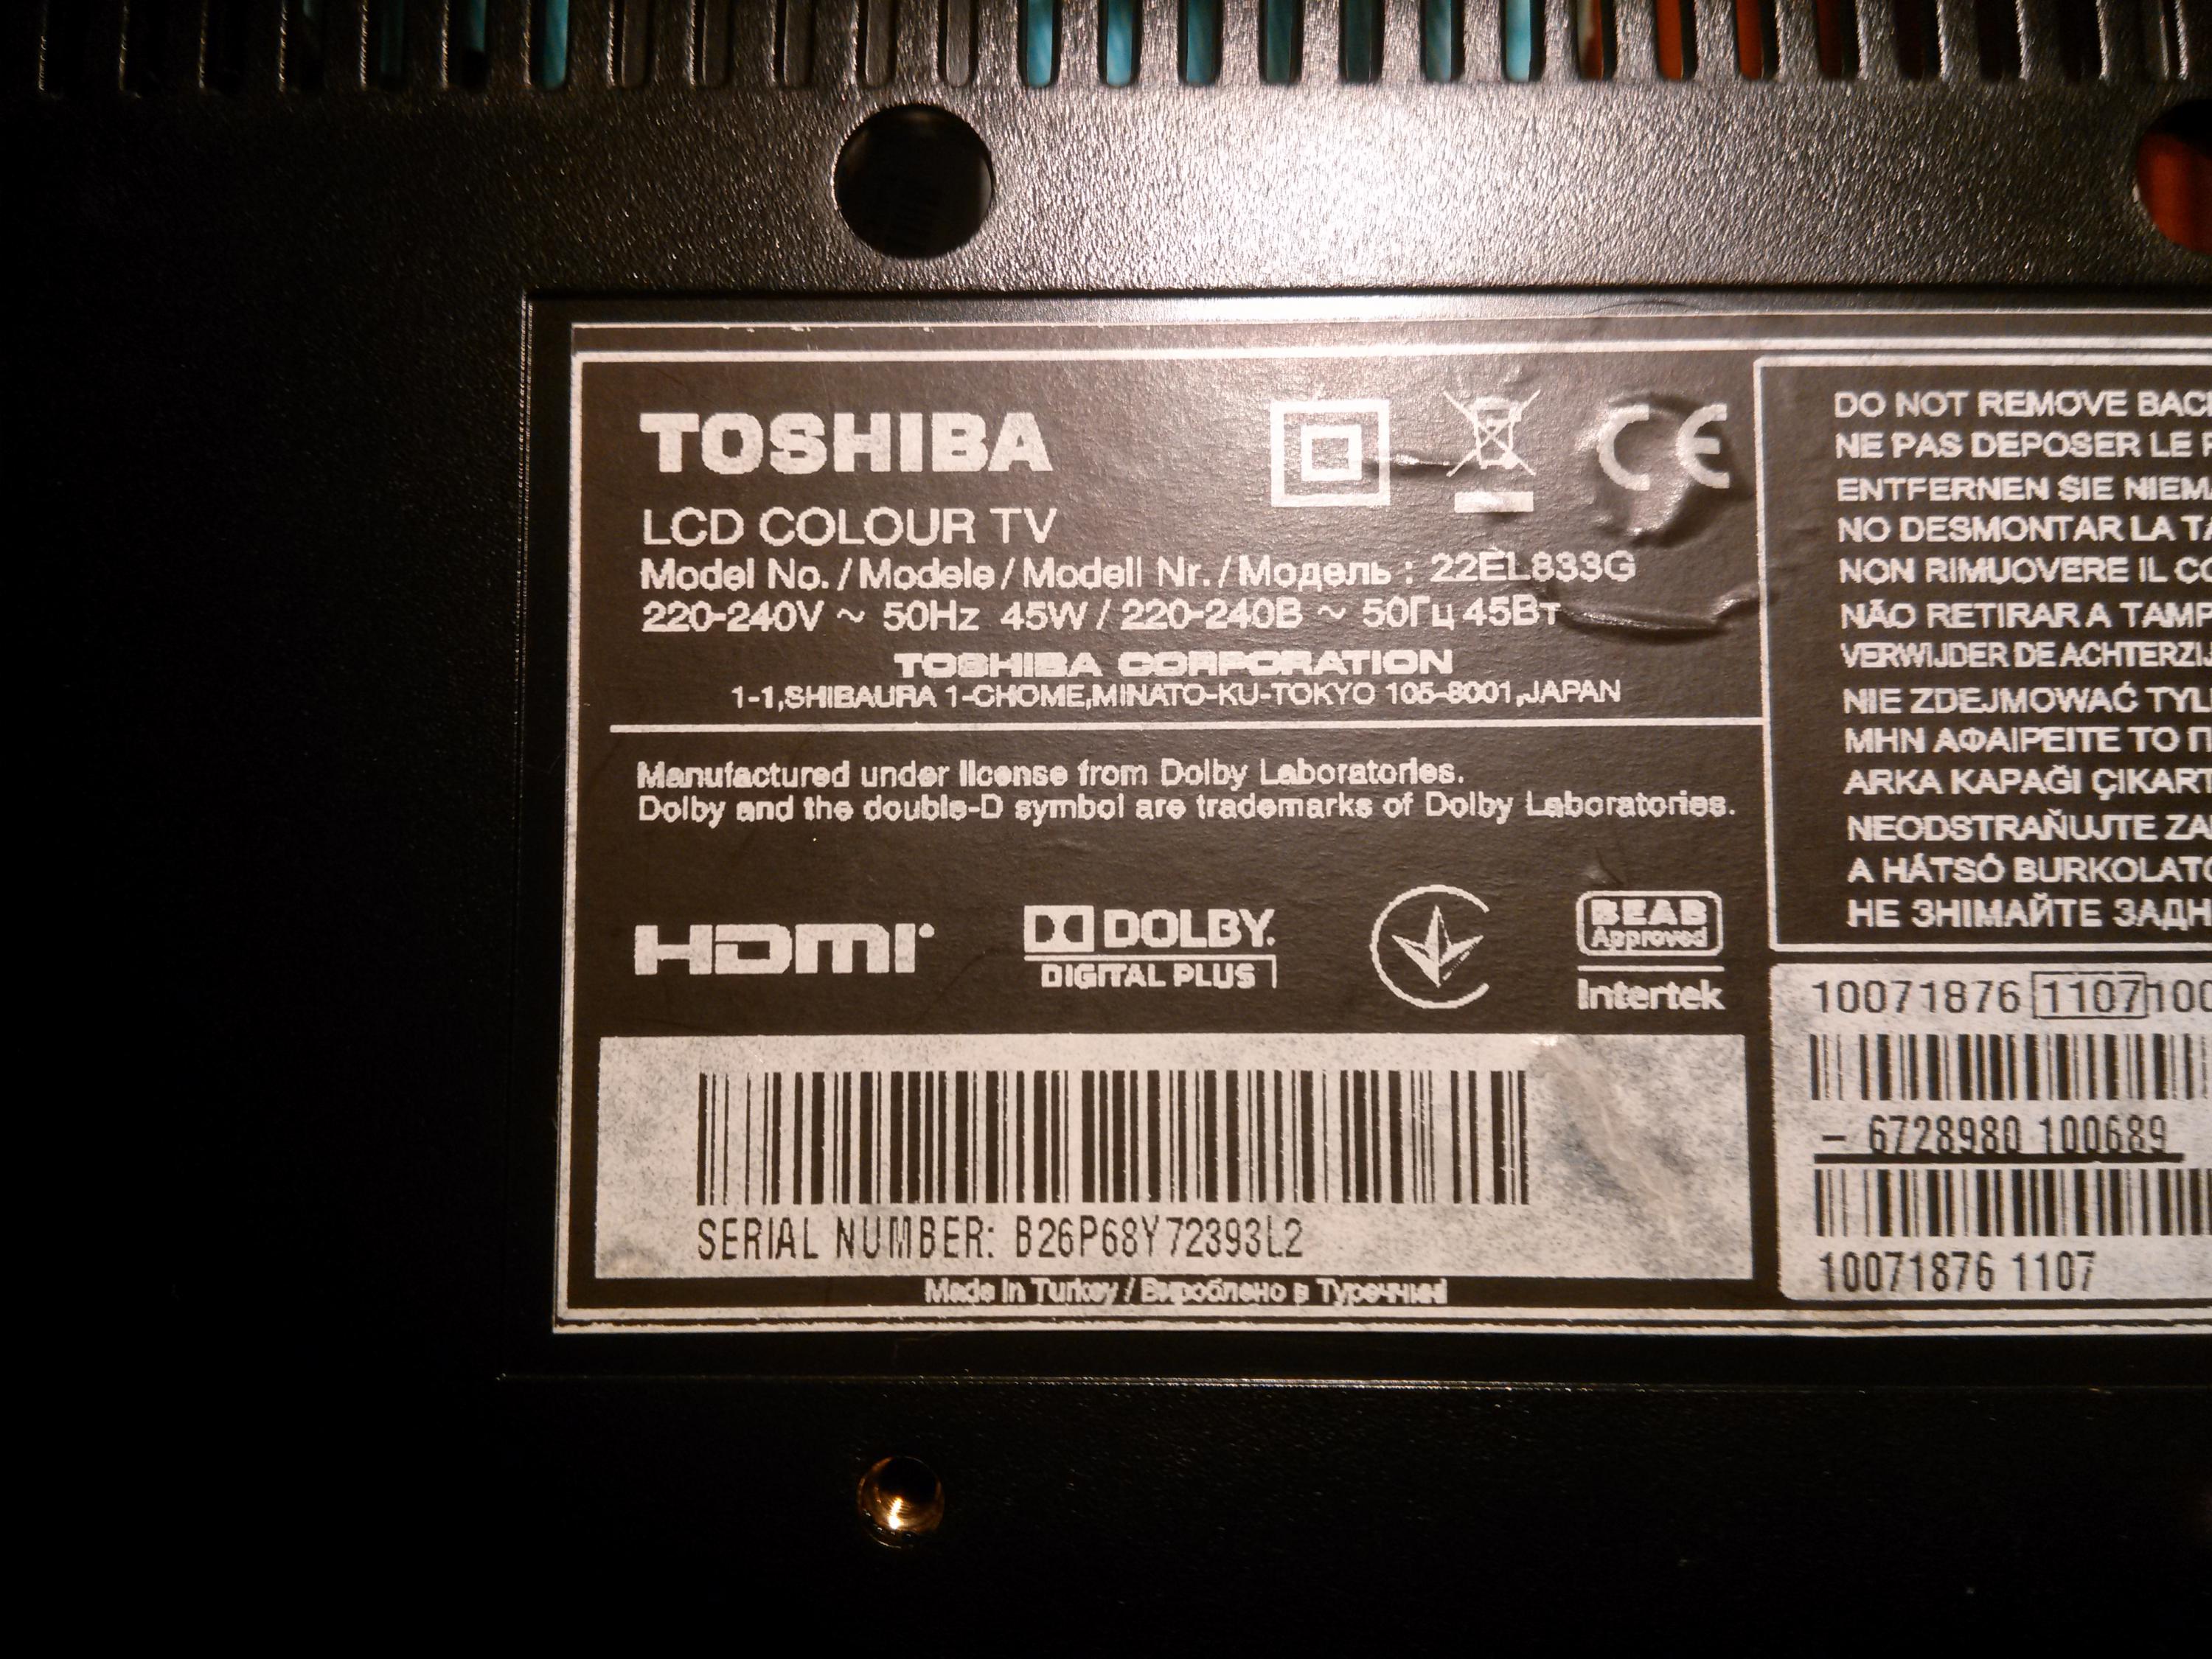 TOSHIBA
LCD COLOUR TV
Model No. / Modele / Modell Nr. / Модель : 22EL833G
220-240V ~ 50Hz 45W / 220-240В ~ 50Гц 45Вт
TOSHIBA CORPORATION
1-1,SHIBAURA 1-CHOME,MINATO-KU-TOKYO 105-8001,JAPAN
Manufactured under license from Dolby Laboratories.
Dolby and the double-D symbol are trademarks of Dolby Laboratories.
HDMI
DOLBY.
DIGITAL PLUS
BEAB
Approved
Intertek
CE
SERIAL NUMBER: B26P68Y72393L2
Made in Turkey / Вироблено в Туреччині
DO NOT REMOVE BAC
NE PAS DEPOSER LE
ENTFERNEN SIE NIEM
NO DESMONTAR LA TA
NON RIMUOVERE IL CO
NÃO RETIRAR A TAMP
VERWIJDER DE ACHTERZIJ
NIE ZDEJMOWAĆ TYL
ΜΗΝ ΑΦΑΙΡΕΙΤΕ ΤΟ Π
ARKA KAPAĞI ÇIKART
NEODSTRAŇUJTE ZA
A HÁTSÓ BURKOLATO
НЕ ЗНІМАЙТЕ ЗАДН
10071876 1107 100
- 6728980 100689
10071876 1107